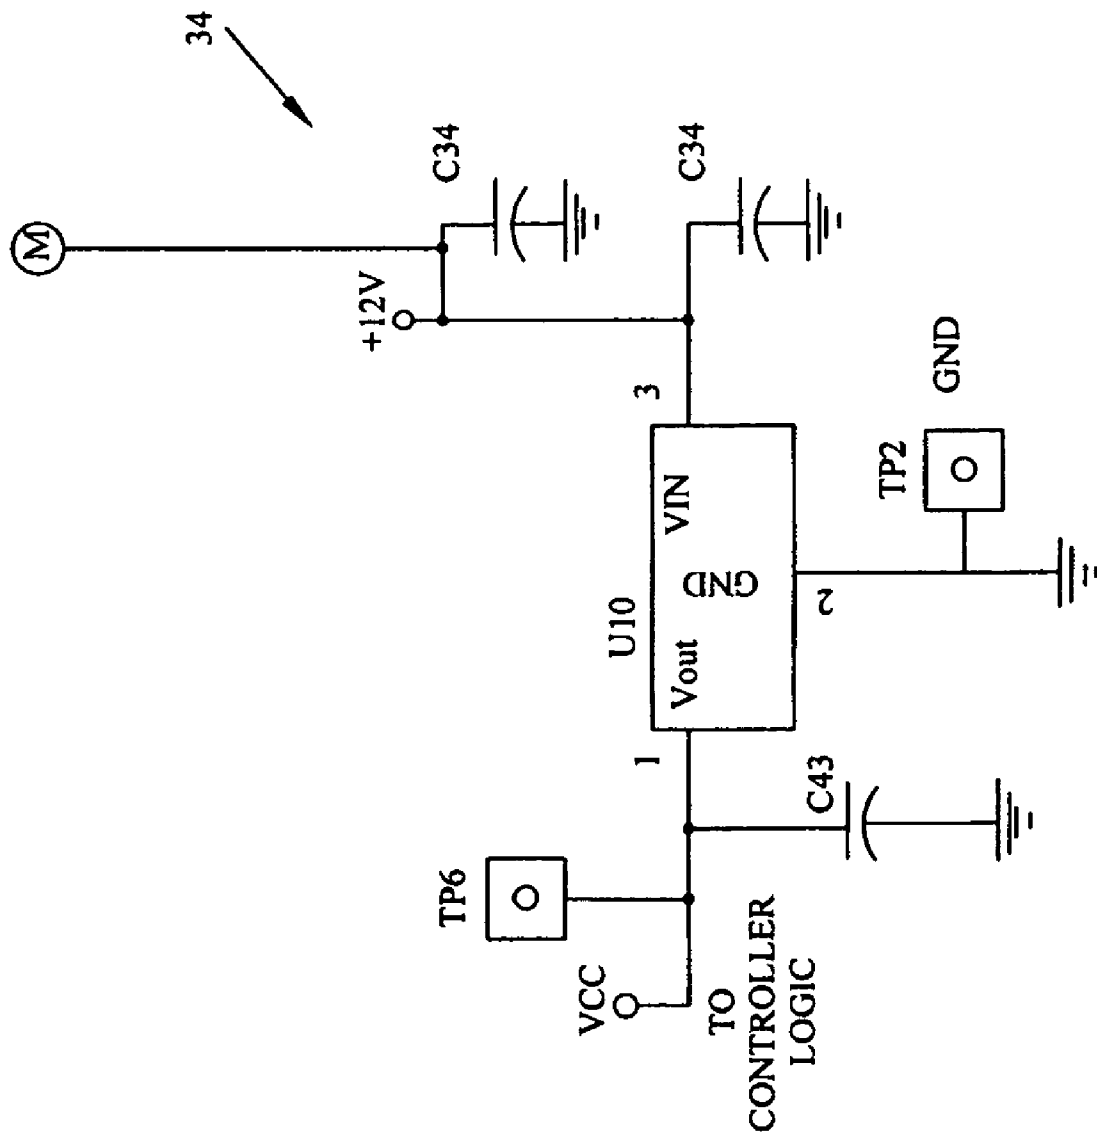 M
34
+12V
C34
TP6
VCC
U10
1
3
C34
Vout
VIN
GND
TO
CONTROLLER
LOGIC
C43
2
TP2
GND